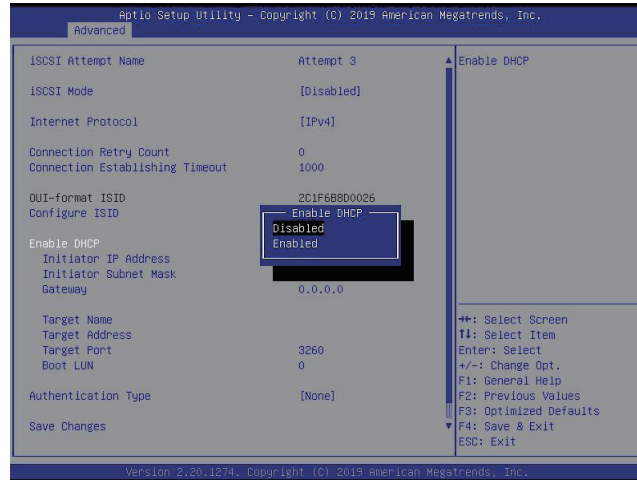 Aptio Setup Utility – Copyright (C) 2019 American Megatrends, Inc.
Advanced
iSCSI Attempt Name Attempt 3
iSCSI Mode [Disabled]
Internet Protocol [IPv4]
Connection Retry Count 0
Connection Establishing Timeout 1000
OUI-format ISID 2C1F6B8D0026
Configure ISID
Enable DHCP
Initiator IP Address
Initiator Subnet Mask
Gateway 0.0.0.0
Target Name
Target Address
Target Port 3260
Boot LUN 0
Authentication Type [None]
Save Changes
Enable DHCP
Disabled
Enabled
Enable DHCP
→←: Select Screen
↑↓: Select Item
Enter: Select
+/-: Change Opt.
F1: General Help
F2: Previous Values
F3: Optimized Defaults
F4: Save & Exit
ESC: Exit
Version 2.20.1274. Copyright (C) 2019 American Megatrends, Inc.